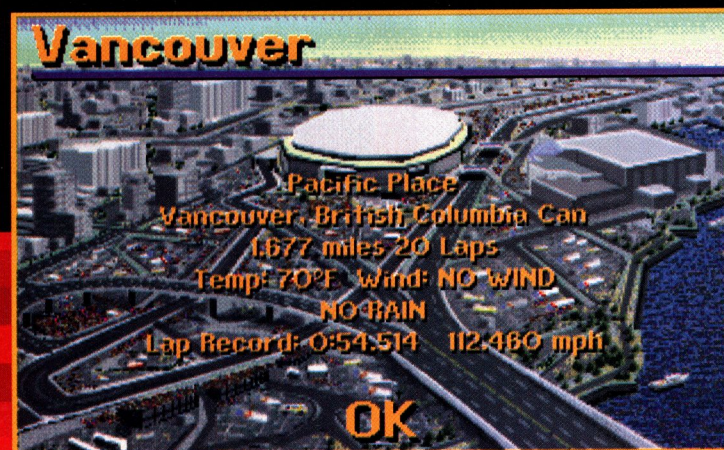 Vancouver
Pacific Place
Vancouver, British Columbia Can
1.677 miles 20 Laps
Temp: 70°F Wind: NO WIND
NO RAIN
Lap Record: 0:54.514 112.460 mph
OK